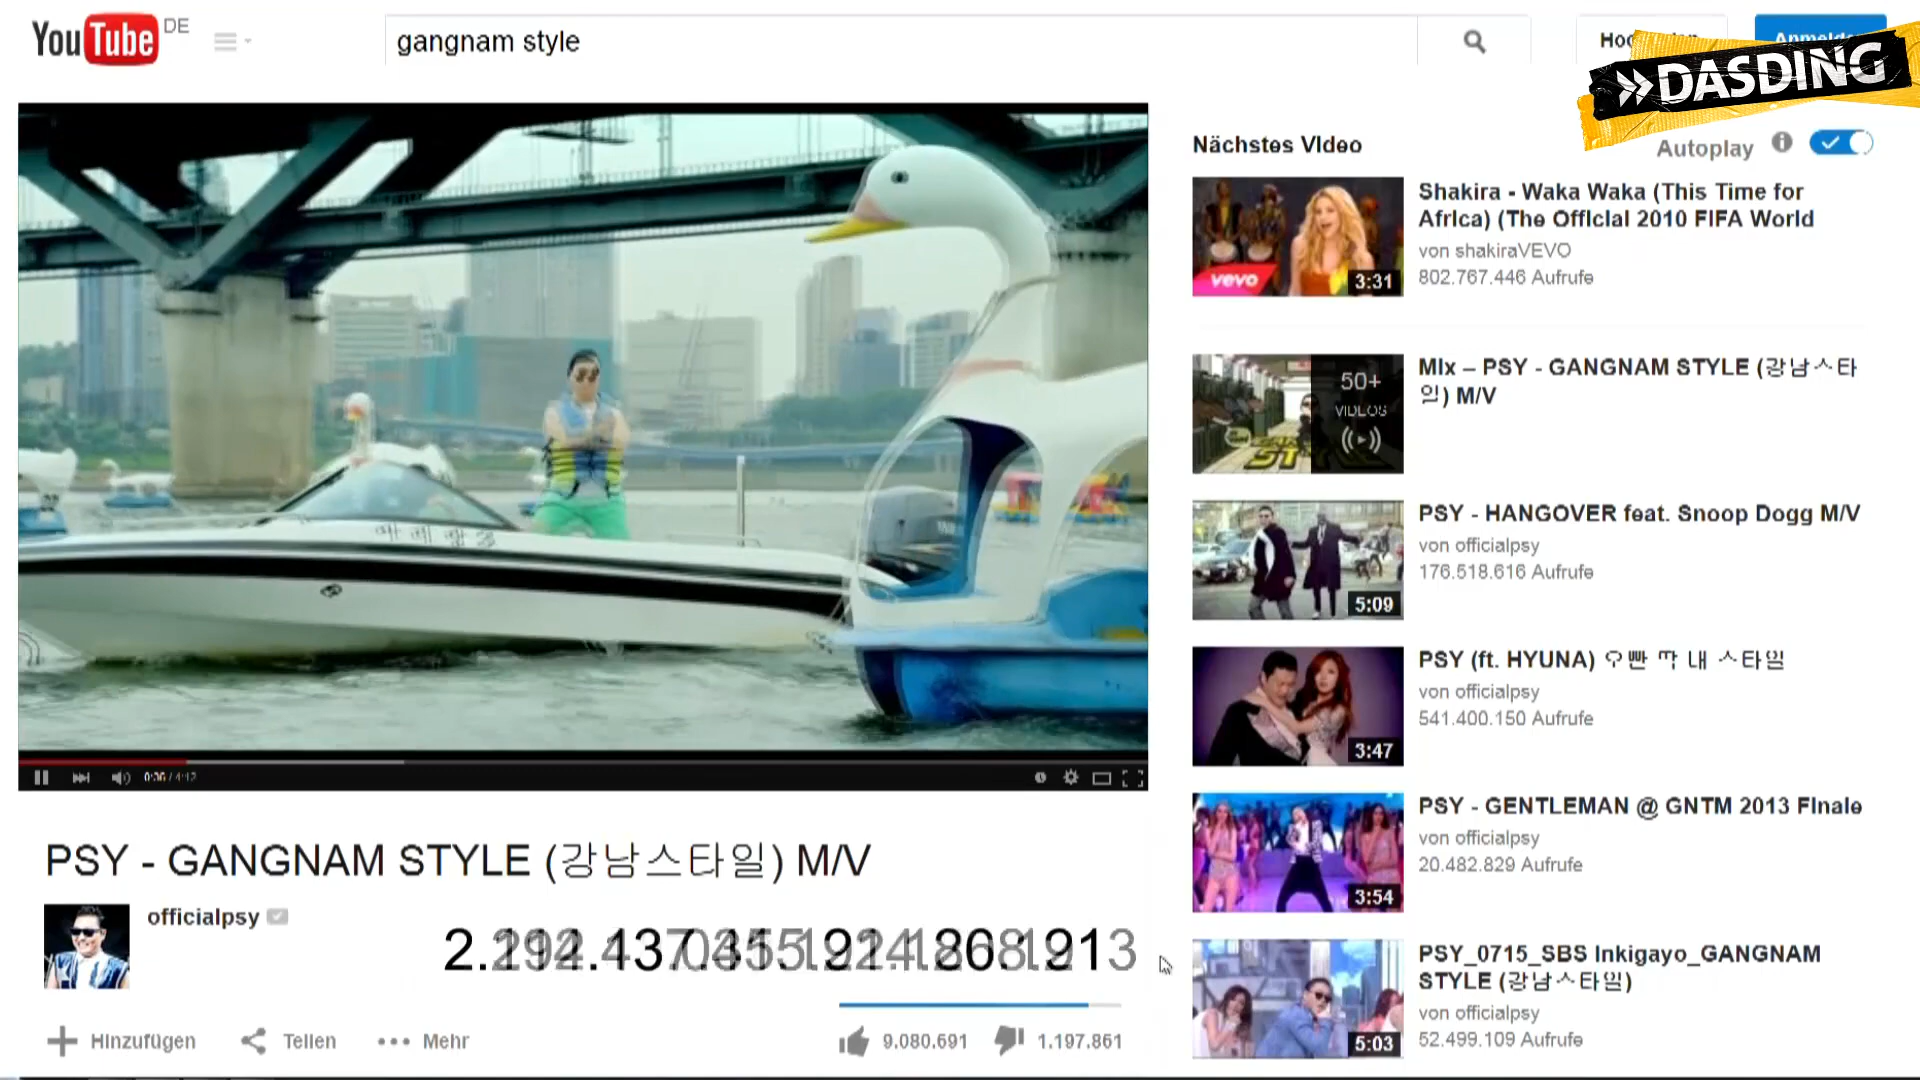 YouTube DE
gangnam style
»DASDING
Nächstes Video
Autoplay
Shakira - Waka Waka (This Time for
Africa) (The Official 2010 FIFA World
von shakiraVEVO
802.767.446 Aufrufe
vevo
3:31
Mix – PSY - GANGNAM STYLE (강남스타
일) M/V
50+
VIDEOS
PSY - HANGOVER feat. Snoop Dogg M/V
von officialpsy
176.518.616 Aufrufe
5:09
PSY (ft. HYUNA) 오빤 딱 내 스타일
von officialpsy
541.400.150 Aufrufe
3:47
PSY - GENTLEMAN @ GNTM 2013 Finale
von officialpsy
20.482.829 Aufrufe
3:54
PSY_0715_SBS Inkigayo_GANGNAM
STYLE (강남스타일)
von officialpsy
52.499.109 Aufrufe
5:03
0:36 / 4:12
PSY - GANGNAM STYLE (강남스타일) M/V
officialpsy
Hinzufügen
Teilen
Mehr
9.080.691
1.197.861